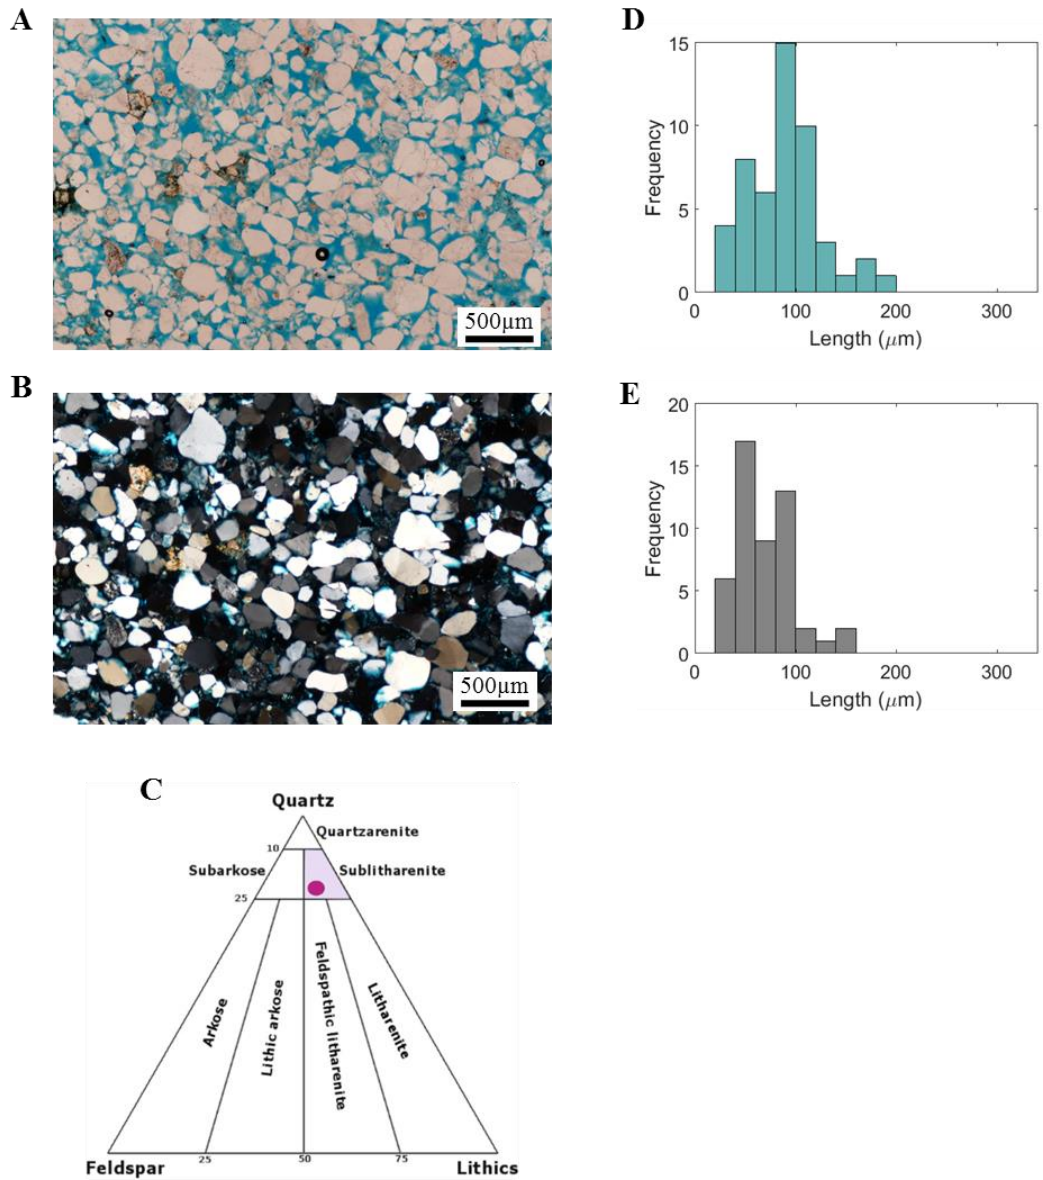 A
500µm
B
500µm
C
Quartz
10
Quartzarenite
Subarkose
Sublitharenite
25
Arkose
Lithic arkose
Feldspathic litharenite
Litharenite
Feldspar
25
50
75
Lithics
D
15
10
5
0
Frequency
0
100
200
300
Length (µm)
E
20
15
10
5
0
Frequency
0
100
200
300
Length (µm)